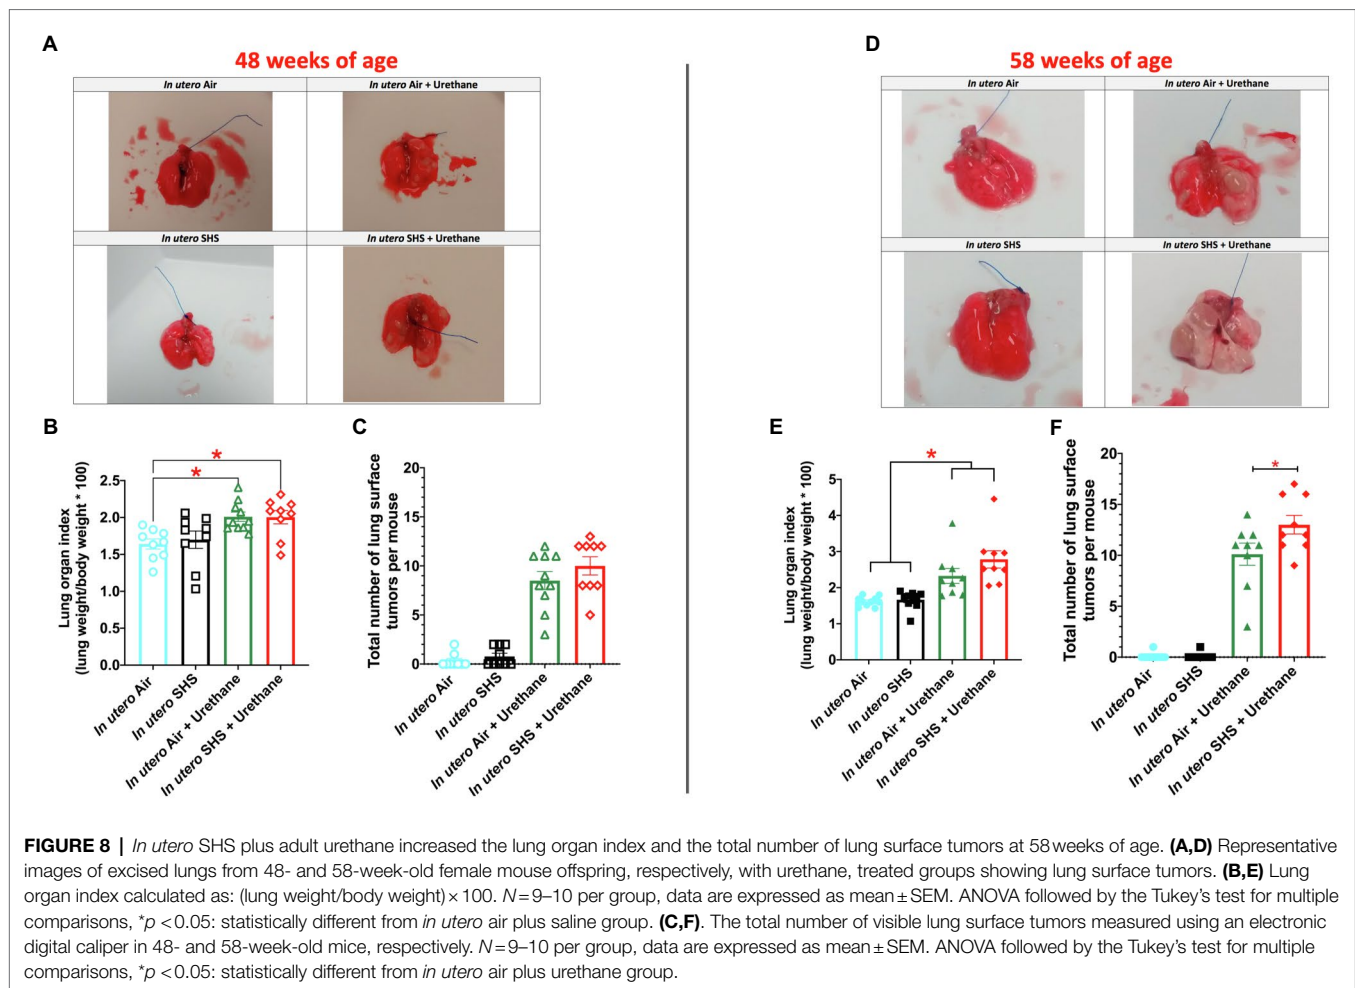 A
48 weeks of age
In utero Air
In utero Air + Urethane
In utero SHS
In utero SHS + Urethane
D
58 weeks of age
In utero Air
In utero Air + Urethane
In utero SHS
In utero SHS + Urethane
B
Lung organ index
(lung weight/body weight * 100)
2.5
2.0
1.5
1.0
0.5
0.0
*
*
In utero Air
In utero SHS
In utero Air + Urethane
In utero SHS + Urethane
C
Total number of lung surface
tumors per mouse
20
15
10
5
0
In utero Air
In utero SHS
In utero Air + Urethane
In utero SHS + Urethane
E
Lung organ index
(lung weight/body weight * 100)
5
4
3
2
1
0
*
In utero Air
In utero SHS
In utero Air + Urethane
In utero SHS + Urethane
F
Total number of lung surface
tumors per mouse
20
15
10
5
0
*
In utero Air
In utero SHS
In utero Air + Urethane
In utero SHS + Urethane
FIGURE 8 | In utero SHS plus adult urethane increased the lung organ index and the total number of lung surface tumors at 58 weeks of age. (A,D) Representative
images of excised lungs from 48- and 58-week-old female mouse offspring, respectively, with urethane, treated groups showing lung surface tumors. (B,E) Lung
organ index calculated as: (lung weight/body weight) × 100. N = 9–10 per group, data are expressed as mean ± SEM. ANOVA followed by the Tukey's test for multiple
comparisons, *p < 0.05: statistically different from in utero air plus saline group. (C,F). The total number of visible lung surface tumors measured using an electronic
digital caliper in 48- and 58-week-old mice, respectively. N = 9–10 per group, data are expressed as mean ± SEM. ANOVA followed by the Tukey's test for multiple
comparisons, *p < 0.05: statistically different from in utero air plus urethane group.